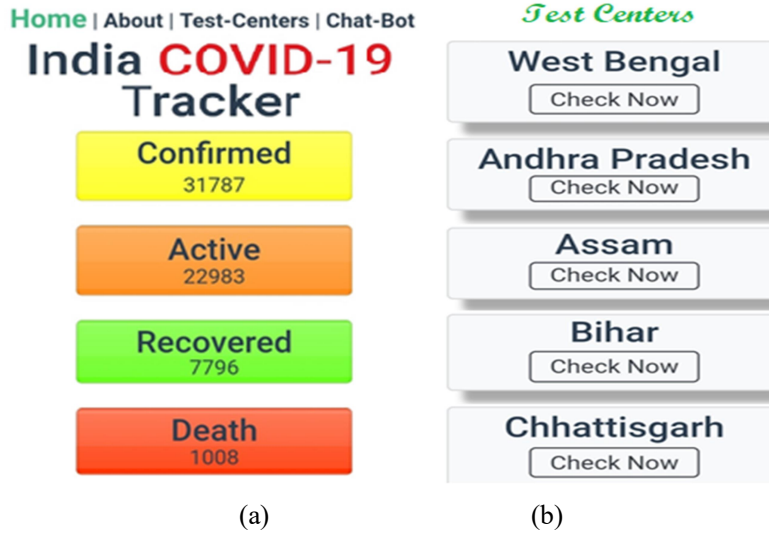 Home | About | Test-Centers | Chat-Bot
India COVID-19
Tracker
Confirmed
31787
Active
22983
Recovered
7796
Death
1008
(a)
Test Centers
West Bengal
Check Now
Andhra Pradesh
Check Now
Assam
Check Now
Bihar
Check Now
Chhattisgarh
Check Now
(b)